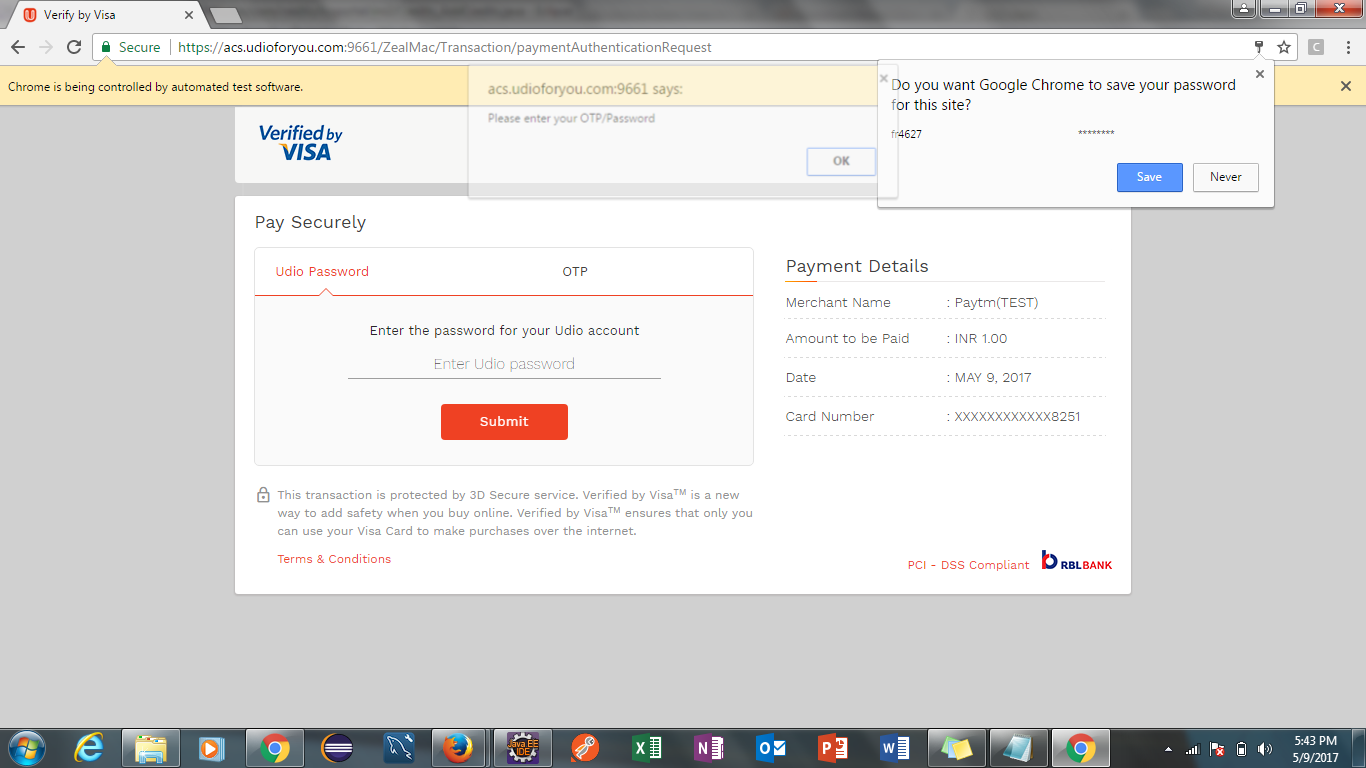 Verify by Visa
Secure
https://acs.udioforyou.com:9661/ZealMac/Transaction/paymentAuthenticationRequest
C
Chrome is being controlled by automated test software.
acs.udioforyou.com:9661 says:
Please enter your OTP/Password
OK
Do you want Google Chrome to save your password
for this site?
fr4627
********
Save
Never
Verified by
VISA
Pay Securely
Udio Password
OTP
Enter the password for your Udio account
Enter Udio password
Submit
Payment Details
Merchant Name : Paytm(TEST)
Amount to be Paid : INR 1.00
Date : MAY 9, 2017
Card Number : XXXXXXXXXXXX8251
This transaction is protected by 3D Secure service. Verified by Visa™ is a new
way to add safety when you buy online. Verified by Visa™ ensures that only you
can use your Visa Card to make purchases over the internet.
Terms & Conditions
PCI - DSS Compliant
RBLBANK
Java EE
IDE
5:43 PM
5/9/2017